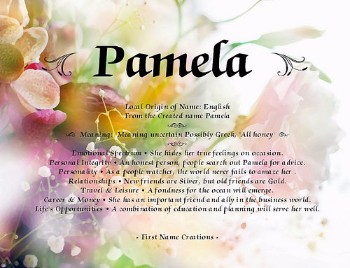 Pamela
Local Origin of Name: English
From the Created name Pamela
Meaning: Meaning uncertain Possibly Greek, 'All honey'
Emotional Spectrum • She hides her true feelings on occasion.
Personal Integrity • An honest person, people search out Pamela for advice.
Personality • As a people watcher, the world never fails to amaze her.
Relationships • New friends are Silver, but old friends are Gold.
Travel & Leisure • A fondness for the ocean will emerge.
Career & Money • She has an important friend and ally in the business world.
Life's Opportunities • A combination of education and planning will serve her well.
- First Name Creations -